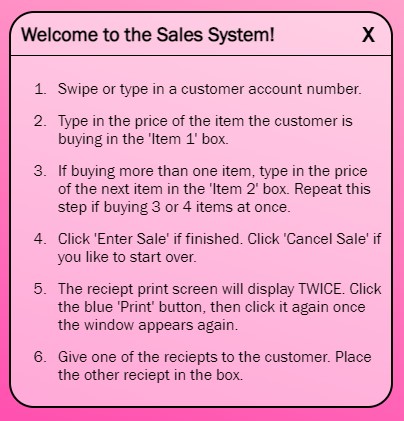 Welcome to the Sales System!  X
1. Swipe or type in a customer account number.
2. Type in the price of the item the customer is
buying in the 'Item 1' box.
3. If buying more than one item, type in the price
of the next item in the 'Item 2' box. Repeat this
step if buying 3 or 4 items at once.
4. Click 'Enter Sale' if finished. Click 'Cancel Sale' if
you like to start over.
5. The reciept print screen will display TWICE. Click
the blue 'Print' button, then click it again once
the window appears again.
6. Give one of the reciepts to the customer. Place
the other reciept in the box.